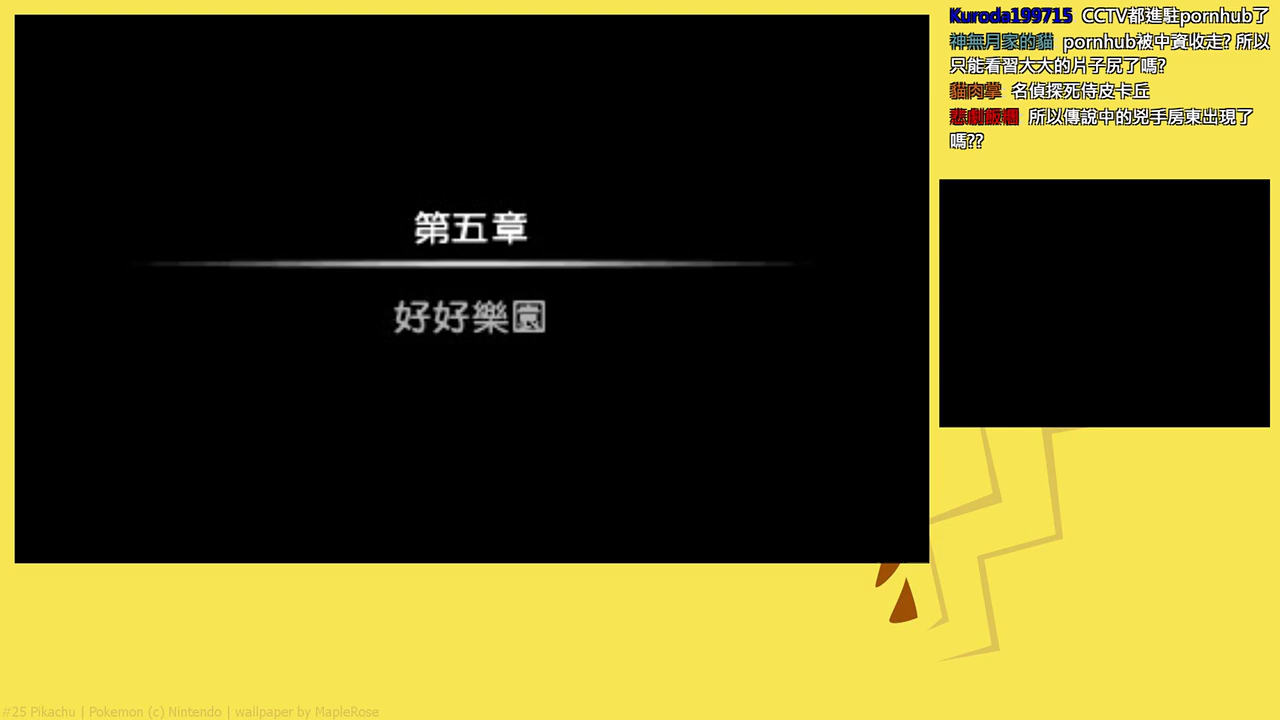 第五章
好好樂園
Kuroda199715 CCTV都進駐pornhub了
神無月家的貓 pornhub被中資收走? 所以
只能看習大大的片子尻了嗎?
貓肉掌 名偵探死侍皮卡丘
悲劇飯糰 所以傳說中的兇手房東出現了
嗎??
#25 Pikachu | Pokemon (c) Nintendo | wallpaper by MapleRose